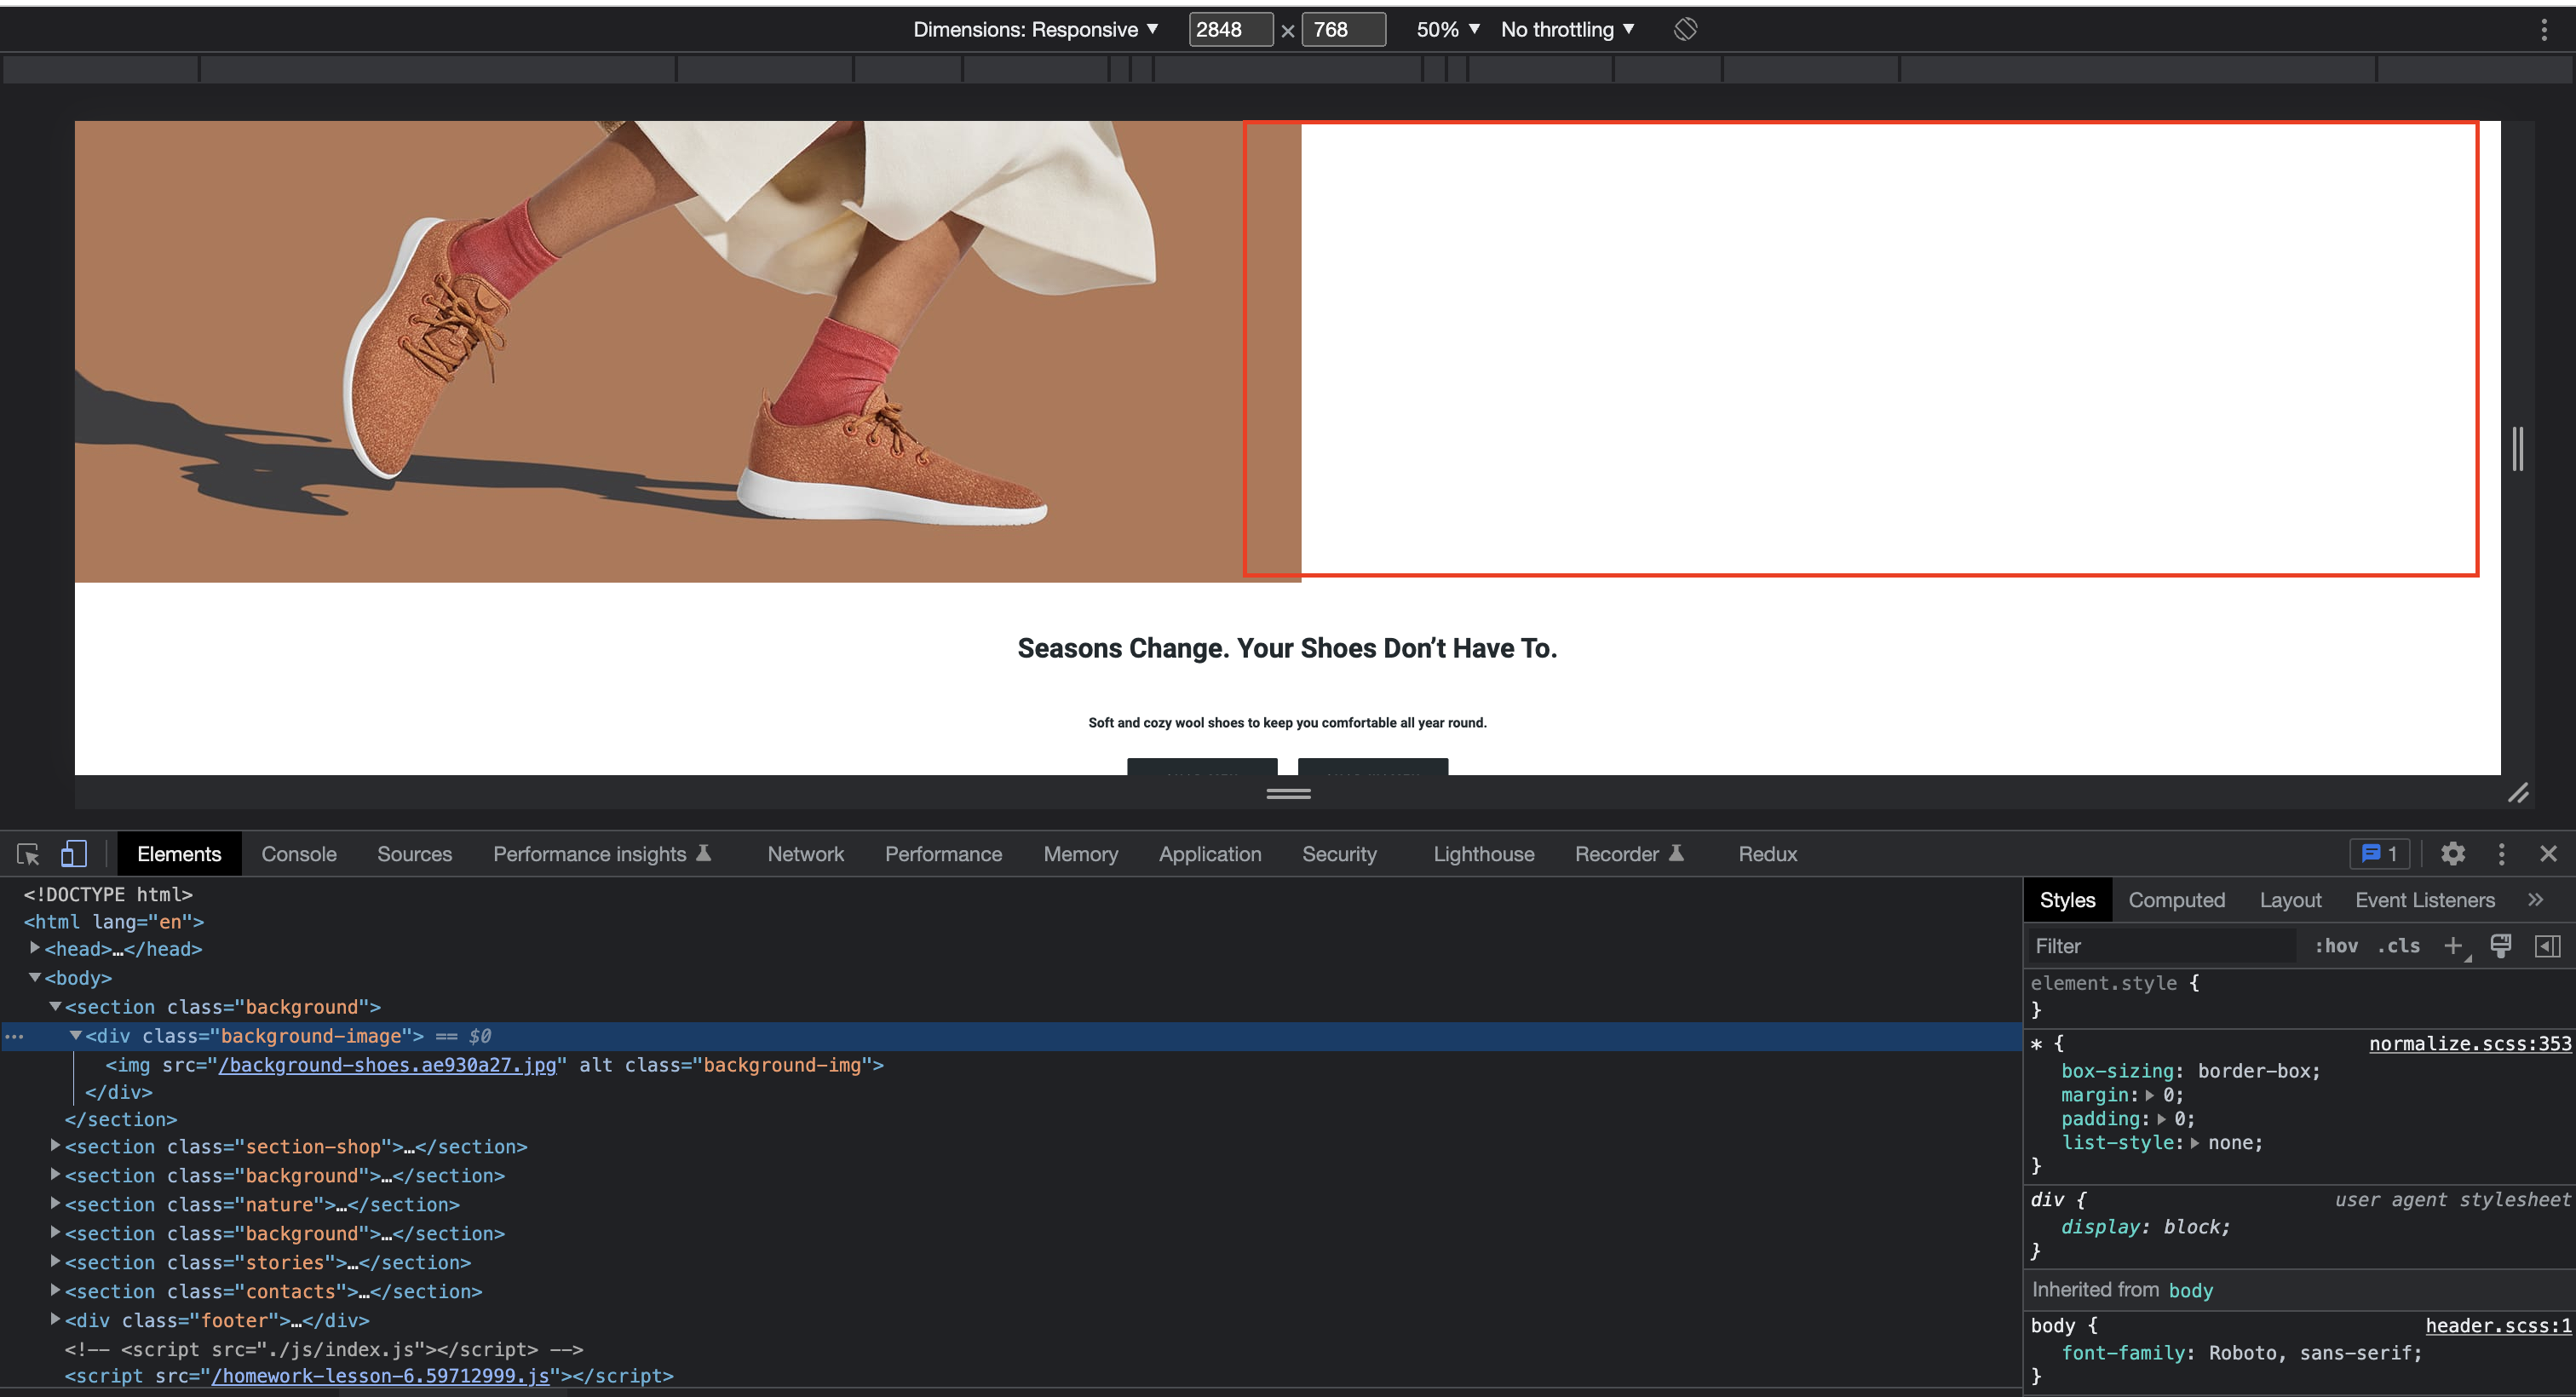 Dimensions: Responsive ▼ 2848 × 768 50% ▼ No throttling ▼
Seasons Change. Your Shoes Don’t Have To.
Soft and cozy wool shoes to keep you comfortable all year round.
Elements Console Sources Performance insights Network Performance Memory Application Security Lighthouse Recorder Redux 1
<!DOCTYPE html>
<html lang="en">
<head>…</head>
<body>
<section class="background">
<div class="background-image"> == $0
<img src="/background-shoes.ae930a27.jpg" alt class="background-img">
</div>
</section>
<section class="section-shop">…</section>
<section class="background">…</section>
<section class="nature">…</section>
<section class="background">…</section>
<section class="stories">…</section>
<section class="contacts">…</section>
<div class="footer">…</div>
<!-- <script src="./js/index.js"></script> -->
<script src="/homework-lesson-6.59712999.js"></script>
Styles Computed Layout Event Listeners »
Filter :hov .cls +
element.style {
}
* { normalize.scss:353
box-sizing: border-box;
margin: 0;
padding: 0;
list-style: none;
}
div { user agent stylesheet
display: block;
}
Inherited from body
body { header.scss:1
font-family: Roboto, sans-serif;
}